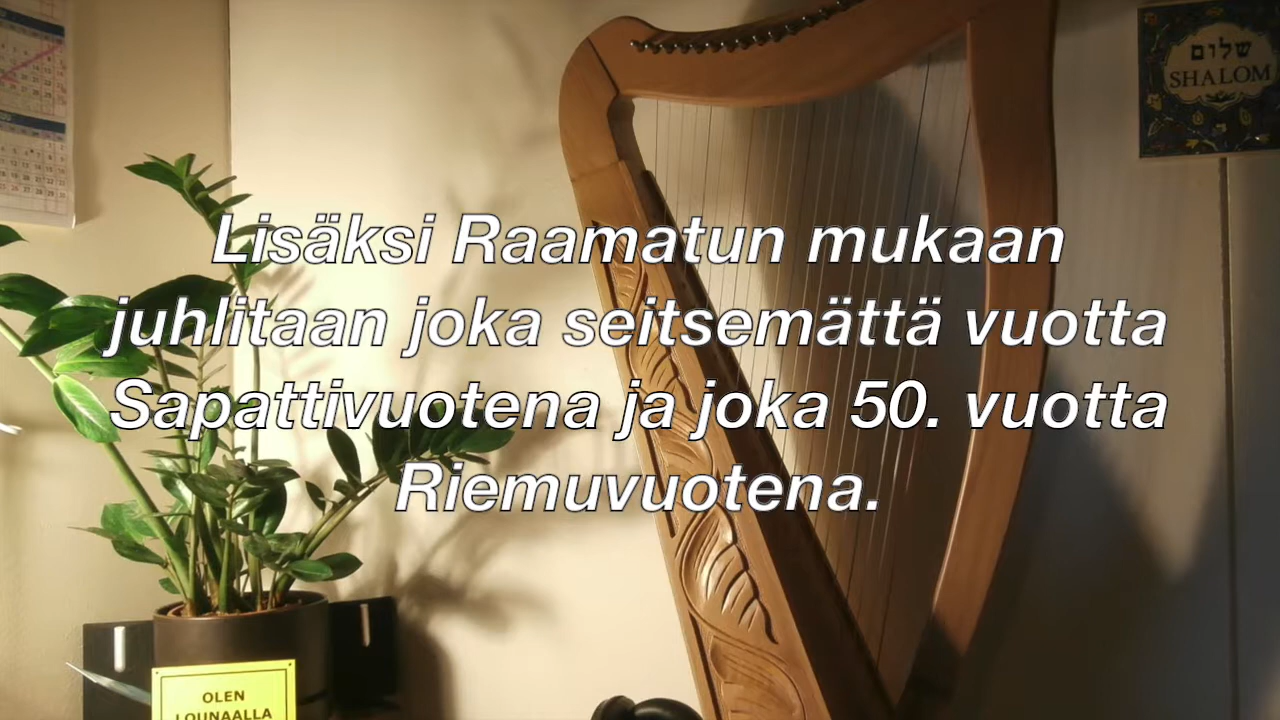 שלום
SHALOM
Lisäksi Raamatun mukaan
juhlitaan joka seitsemättä vuotta
Sapattivuotena ja joka 50. vuotta
Riemuvuotena.
OLEN
LOUNAALLA